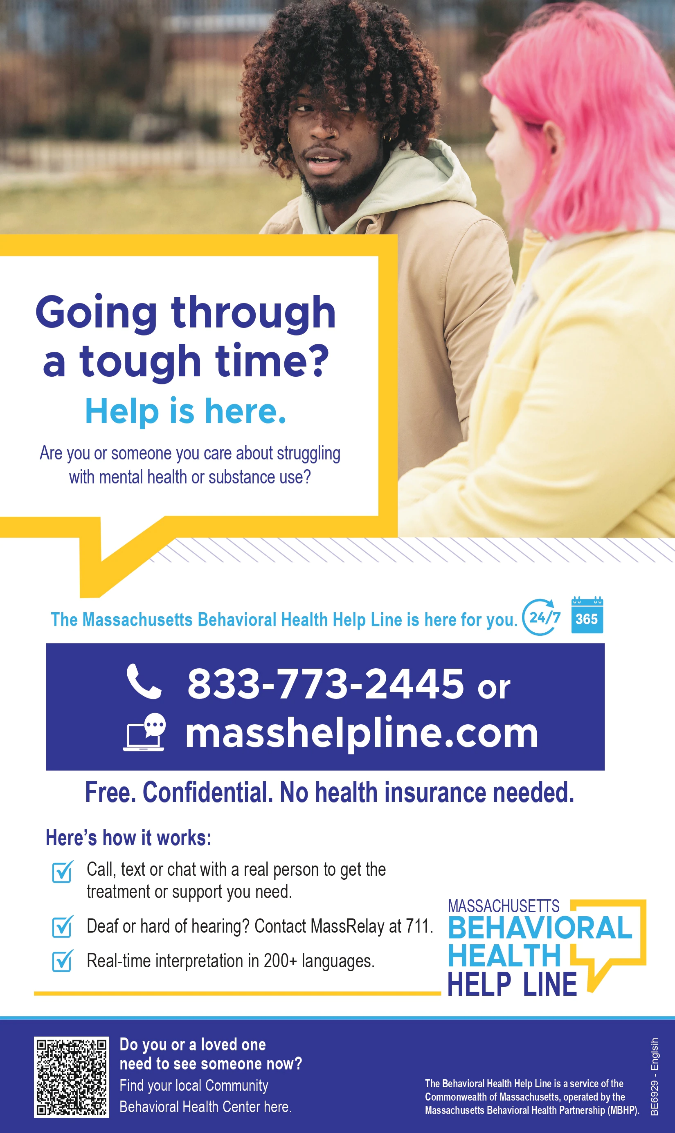 Going through
a tough time?
Help is here.
Are you or someone you care about struggling
with mental health or substance use?
The Massachusetts Behavioral Health Help Line is here for you.
24/7
365
833-773-2445 or
masshelpline.com
Free. Confidential. No health insurance needed.
Here's how it works:
Call, text or chat with a real person to get the
treatment or support you need.
Deaf or hard of hearing? Contact MassRelay at 711.
Real-time interpretation in 200+ languages.
MASSACHUSETTS
BEHAVIORAL
HEALTH
HELP LINE
Do you or a loved one
need to see someone now?
Find your local Community
Behavioral Health Center here.
The Behavioral Health Help Line is a service of the
Commonwealth of Massachusetts, operated by the
Massachusetts Behavioral Health Partnership (MBHP).
BE6929 - Englsih